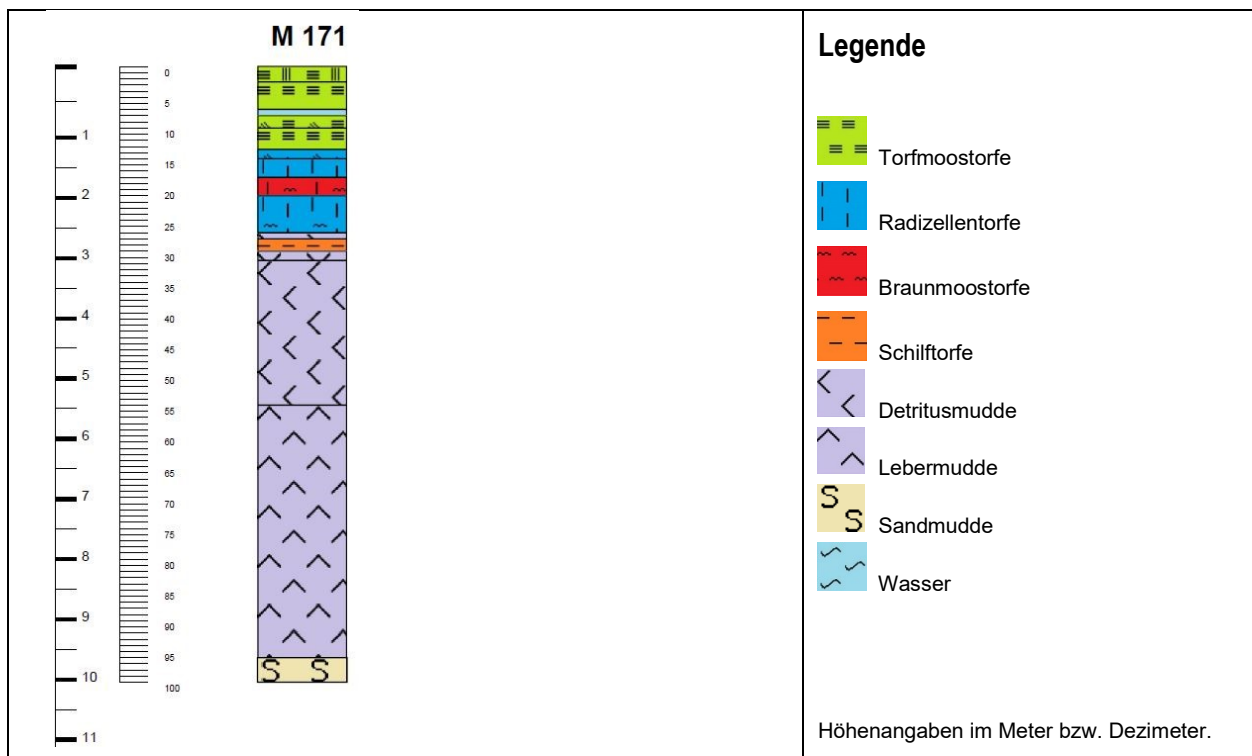 M 171
0
5
1
10
15
2
20
25
3
30
35
4
40
45
5
50
55
6
60
65
7
70
75
8
80
85
9
90
95
10
100
11
S S
Legende
Torfmoostorfe
Radizellentorfe
Braunmoostorfe
Schilftorfe
Detritusmudde
Lebermudde
S
S
Sandmudde
Wasser
Höhenangaben im Meter bzw. Dezimeter.